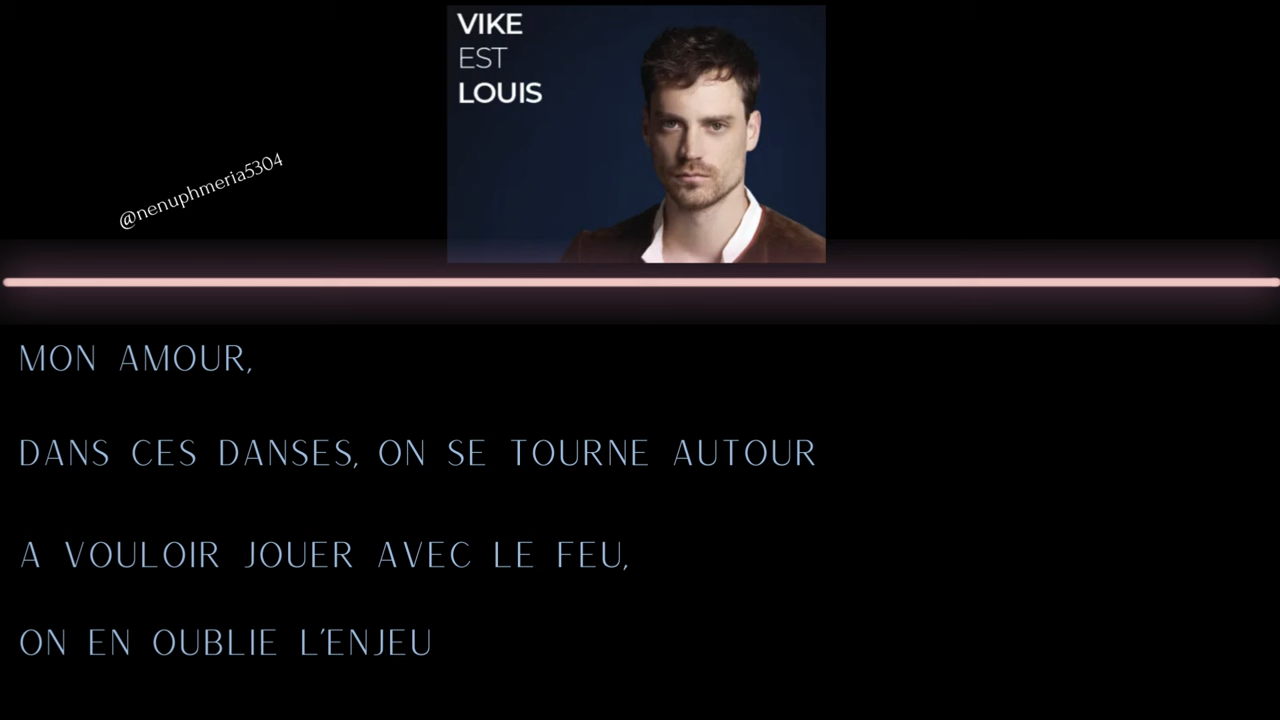 VIKE
EST
LOUIS
@nenuphmeria5304
MON AMOUR,
DANS CES DANSES, ON SE TOURNE AUTOUR
A VOULOIR JOUER AVEC LE FEU,
ON EN OUBLIE L'ENJEU